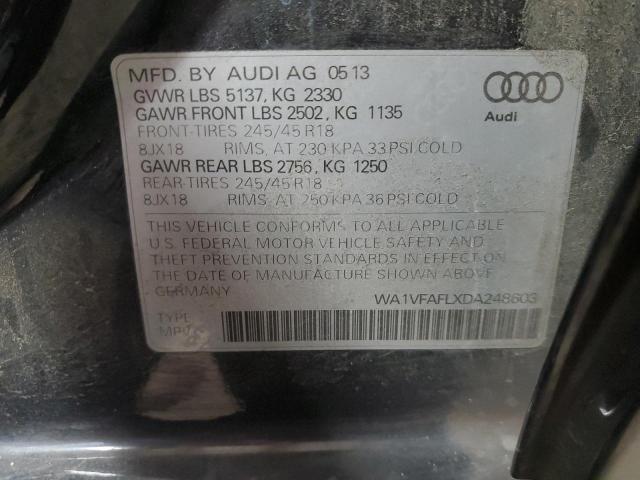 MFD. BY AUDI AG 05 13
GVWR LBS 5137, KG 2330
GAWR FRONT LBS 2502, KG 1135
FRONT-TIRES 245/45 R18
8JX18 RIMS, AT 230 KPA 33 PSI COLD
GAWR REAR LBS 2756, KG 1250
REAR-TIRES 245/45 R18
8JX18 RIMS, AT 250 KPA 36 PSI COLD
Audi
THIS VEHICLE CONFORMS TO ALL APPLICABLE
U.S. FEDERAL MOTOR VEHICLE SAFETY AND
THEFT PREVENTION STANDARDS IN EFFECT ON
THE DATE OF MANUFACTURE SHOWN ABOVE.
GERMANY WA1VFAFLXDA248603
TYPE
MPV